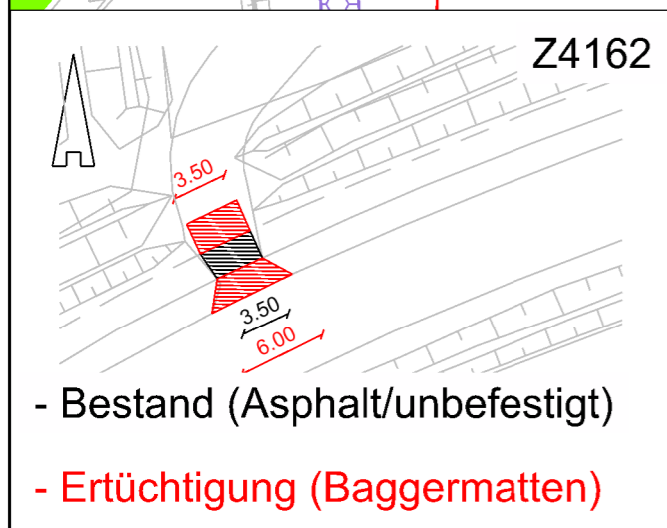 Z4162
3.50
3.50
6.00
- Bestand (Asphalt/unbefestigt)
- Ertüchtigung (Baggermatten)